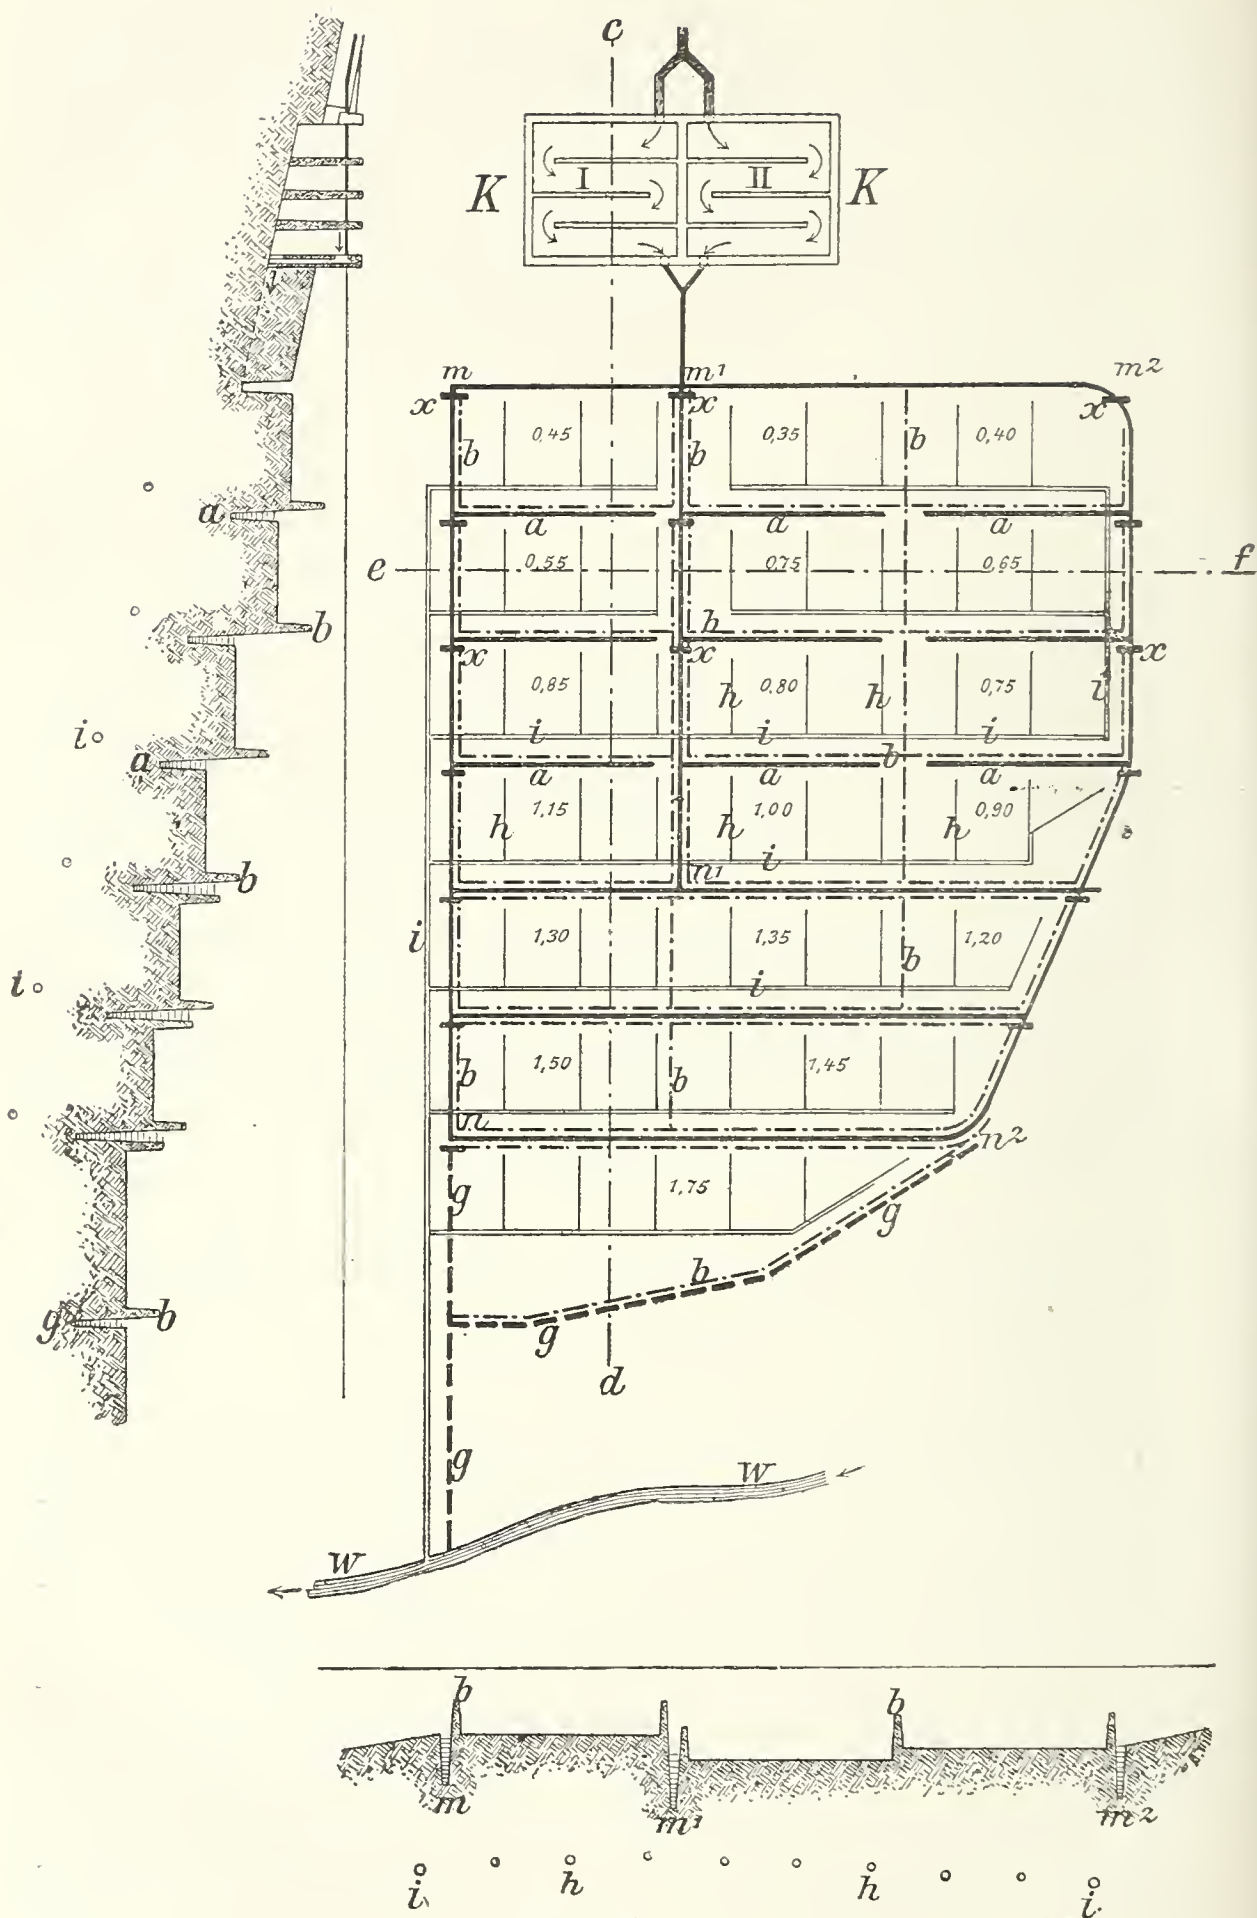 c
K I II K
m m1 m2
x x x
b 0,45 b 0,35 b 0,40
a a a a
e 0,55 0,75 0,65 f
b b
x x x
0,85 h 0,80 h 0,75 i
i i i i
a b
a a a
h 1,15 h 1,00 h 0,90
b i n1
i 1,30 1,35 b 1,20
i i
b 1,50 b 1,45
n n2
g 1,75 g
b
g b g
d
g W
W
b b
m m1 m2
i h h i